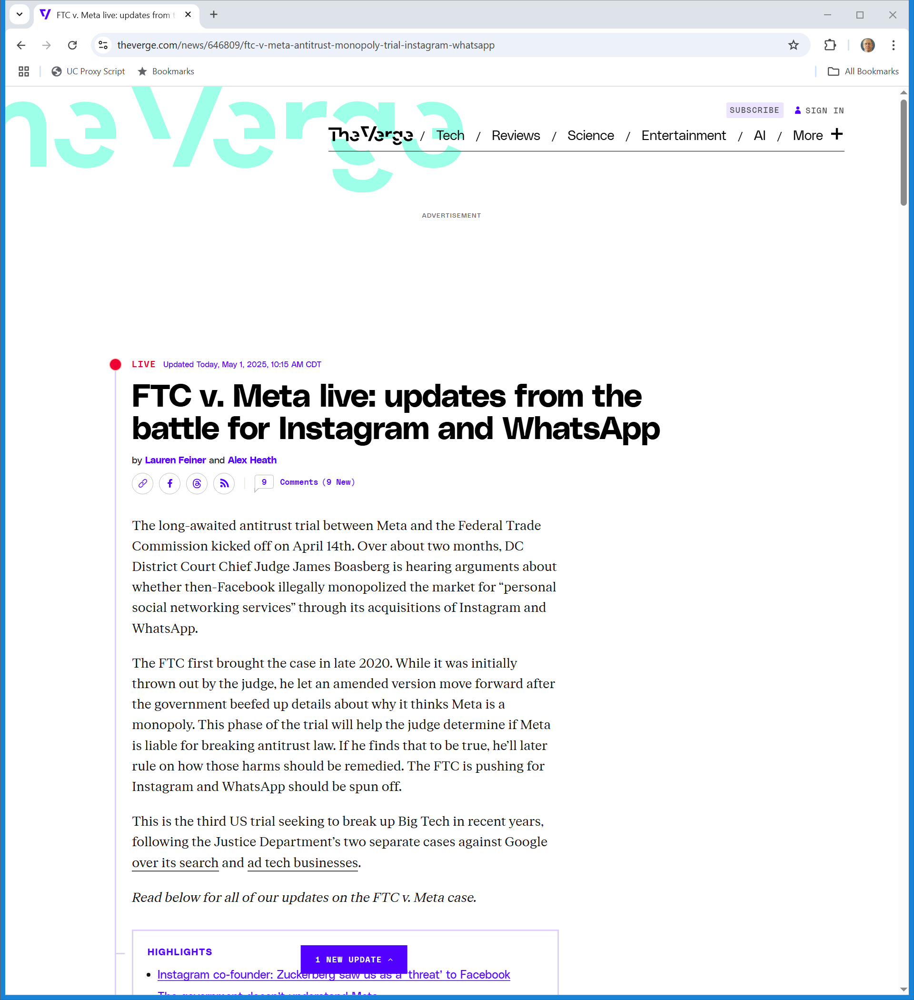 FTC v. Meta live: updates from t
theverge.com/news/646809/ftc-v-meta-antitrust-monopoly-trial-instagram-whatsapp
UC Proxy Script
Bookmarks
All Bookmarks
The Verge
SUBSCRIBE
SIGN IN
The Verge / Tech / Reviews / Science / Entertainment / AI / More +
ADVERTISEMENT
LIVE Updated Today, May 1, 2025, 10:15 AM CDT
FTC v. Meta live: updates from the
battle for Instagram and WhatsApp
by Lauren Feiner and Alex Heath
9 Comments (9 New)
The long-awaited antitrust trial between Meta and the Federal Trade
Commission kicked off on April 14th. Over about two months, DC
District Court Chief Judge James Boasberg is hearing arguments about
whether then-Facebook illegally monopolized the market for “personal
social networking services” through its acquisitions of Instagram and
WhatsApp.
The FTC first brought the case in late 2020. While it was initially
thrown out by the judge, he let an amended version move forward after
the government beefed up details about why it thinks Meta is a
monopoly. This phase of the trial will help the judge determine if Meta
is liable for breaking antitrust law. If he finds that to be true, he’ll later
rule on how those harms should be remedied. The FTC is pushing for
Instagram and WhatsApp should be spun off.
This is the third US trial seeking to break up Big Tech in recent years,
following the Justice Department’s two separate cases against Google
over its search and ad tech businesses.
Read below for all of our updates on the FTC v. Meta case.
HIGHLIGHTS
1 NEW UPDATE
Instagram co-founder: Zuckerberg saw us as a ‘threat’ to Facebook
The government doesn’t understand Meta